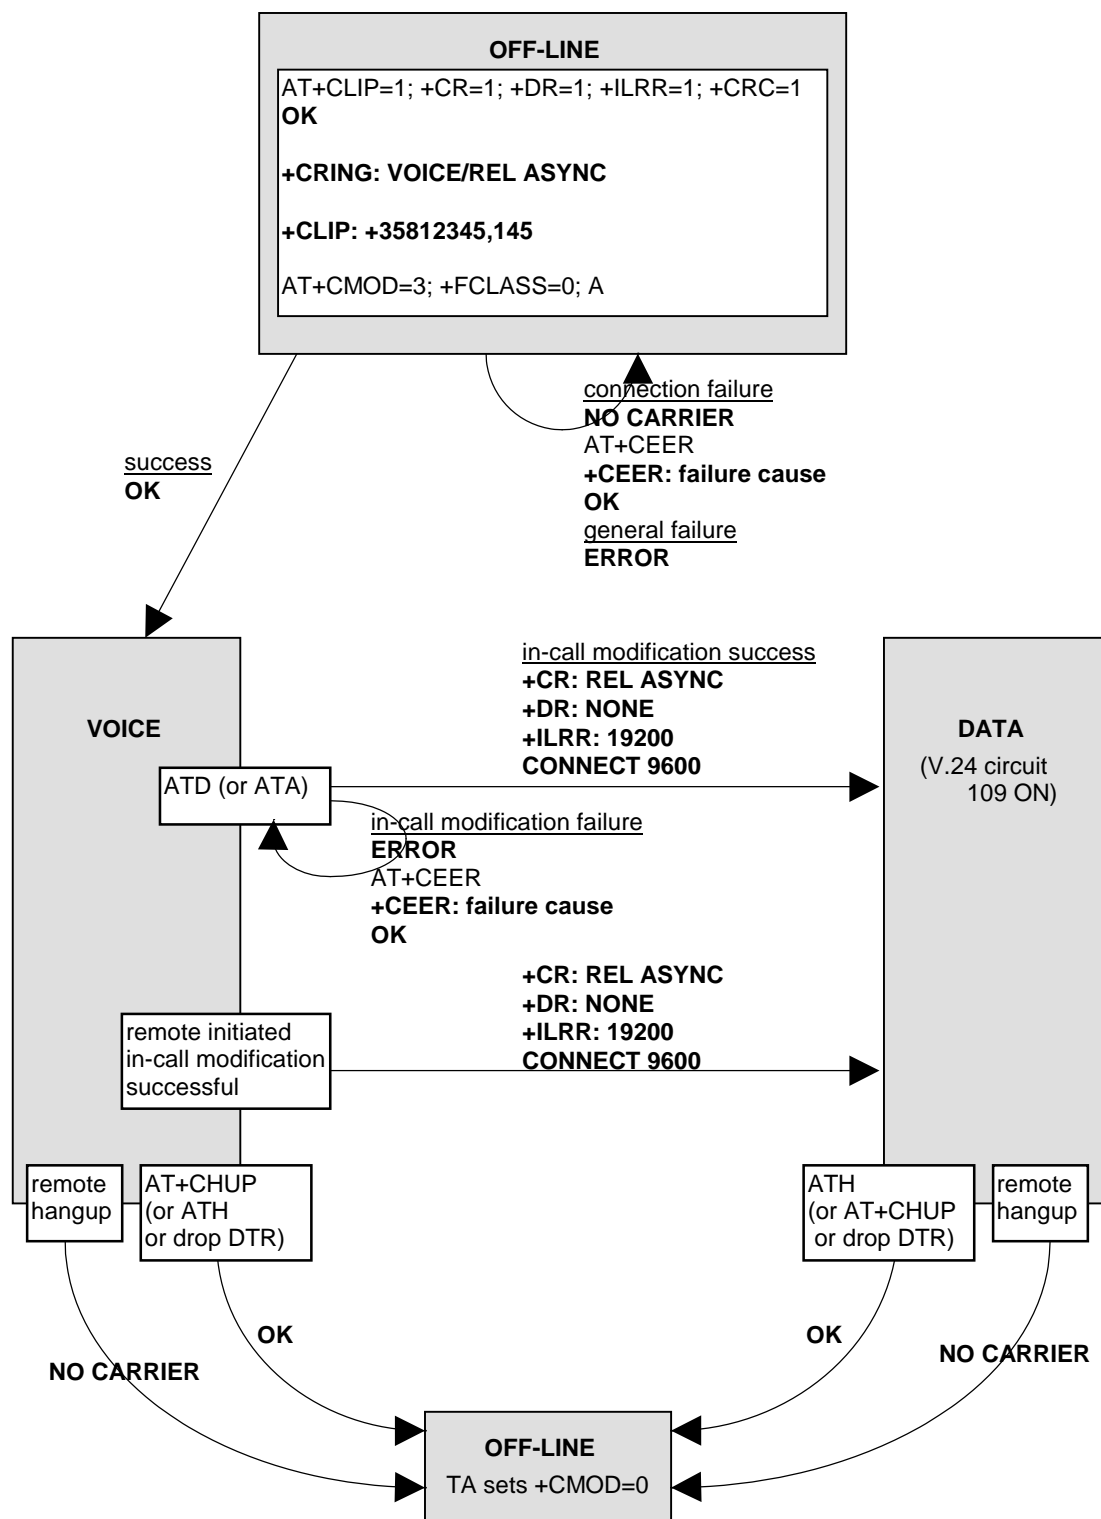 OFF-LINE
AT+CLIP=1; +CR=1; +DR=1; +ILRR=1; +CRC=1
OK
+CRING: VOICE/REL ASYNC
+CLIP: +35812345,145
AT+CMOD=3; +FCLASS=0; A
connection failure
NO CARRIER
AT+CEER
+CEER: failure cause
OK
general failure
ERROR
success
OK
in-call modification success
+CR: REL ASYNC
+DR: NONE
+ILRR: 19200
CONNECT 9600
VOICE
DATA
(V.24 circuit
109 ON)
ATD (or ATA)
in-call modification failure
ERROR
AT+CEER
+CEER: failure cause
OK
+CR: REL ASYNC
+DR: NONE
+ILRR: 19200
CONNECT 9600
remote initiated
in-call modification
successful
remote
hangup
AT+CHUP
(or ATH
or drop DTR)
ATH
(or AT+CHUP
or drop DTR)
remote
hangup
OK
NO CARRIER
OK
NO CARRIER
OFF-LINE
TA sets +CMOD=0